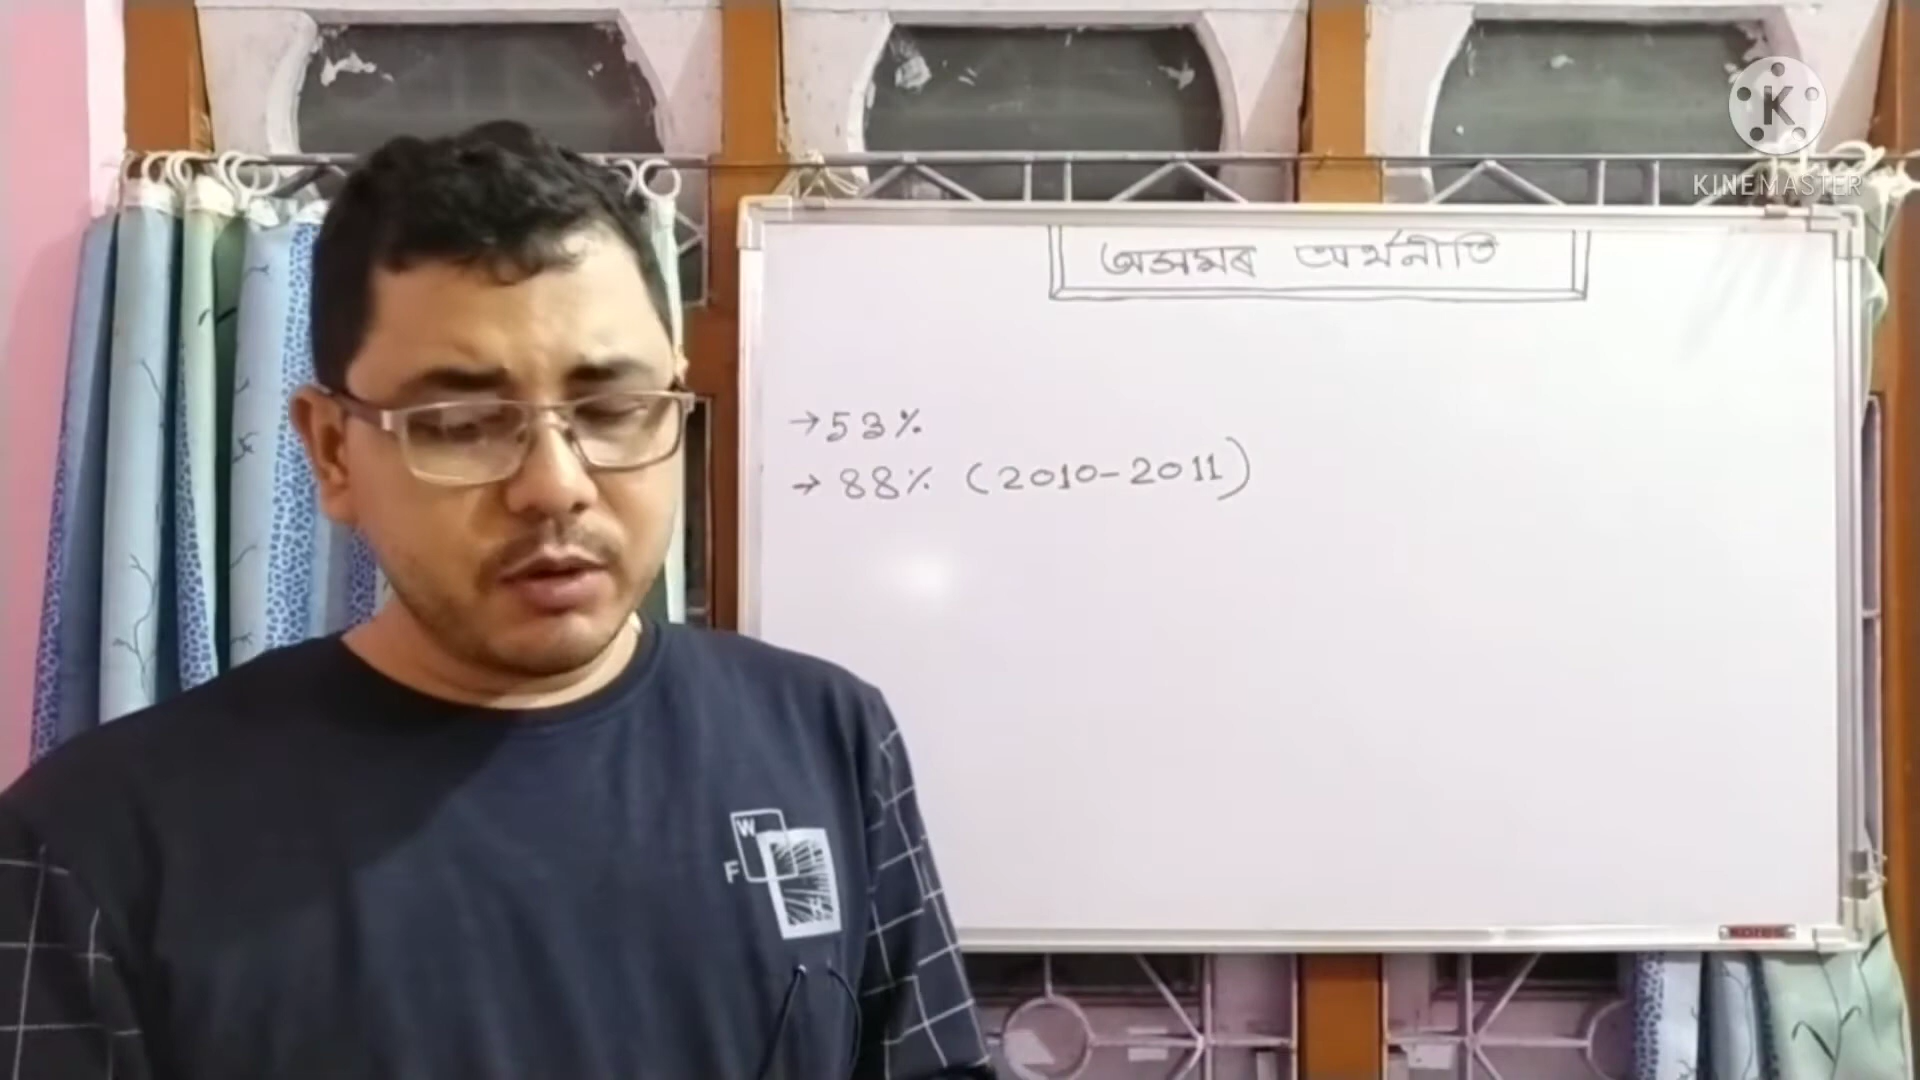 KINEMASTER
অসমৰ অৰ্থনীতি
→ 53%
→ 88% (2010-2011)
W
F